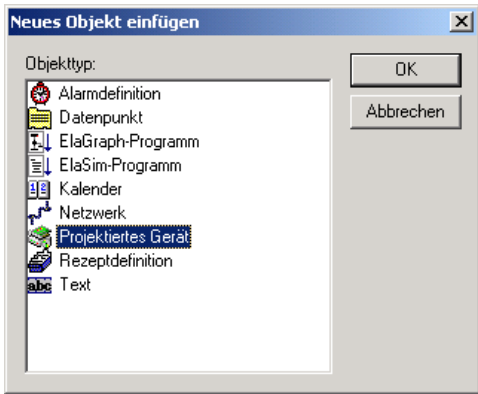 Neues Objekt einfügen
Objekttyp:
OK
Abbrechen
Alarmdefinition
Datenpunkt
ElaGraph-Programm
ElaSim-Programm
12 Kalender
Netzwerk
Projektiertes Gerät
Rezeptdefinition
abc Text